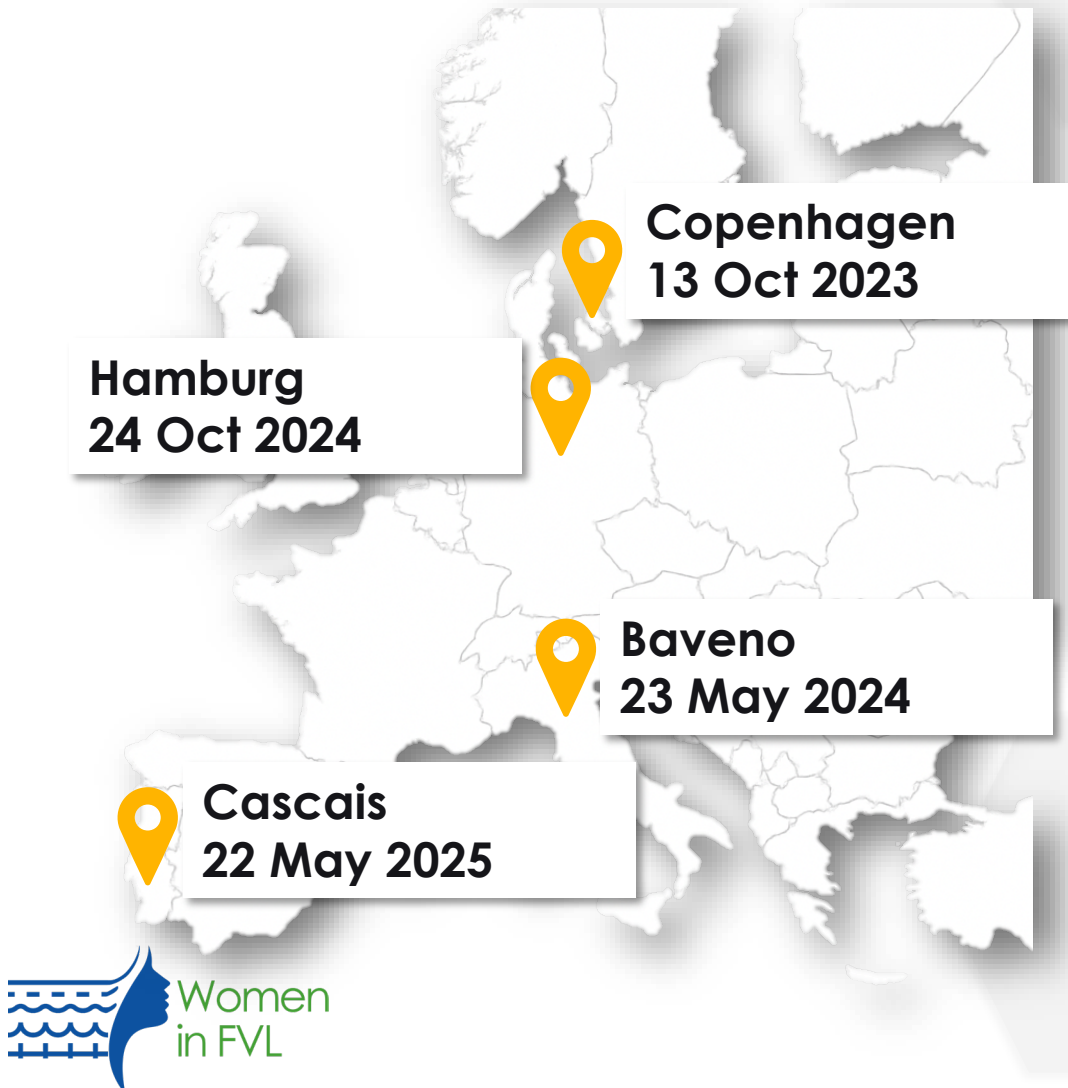 Copenhagen
13 Oct 2023
Hamburg
24 Oct 2024
Baveno
23 May 2024
Cascais
22 May 2025
Women
in FVL